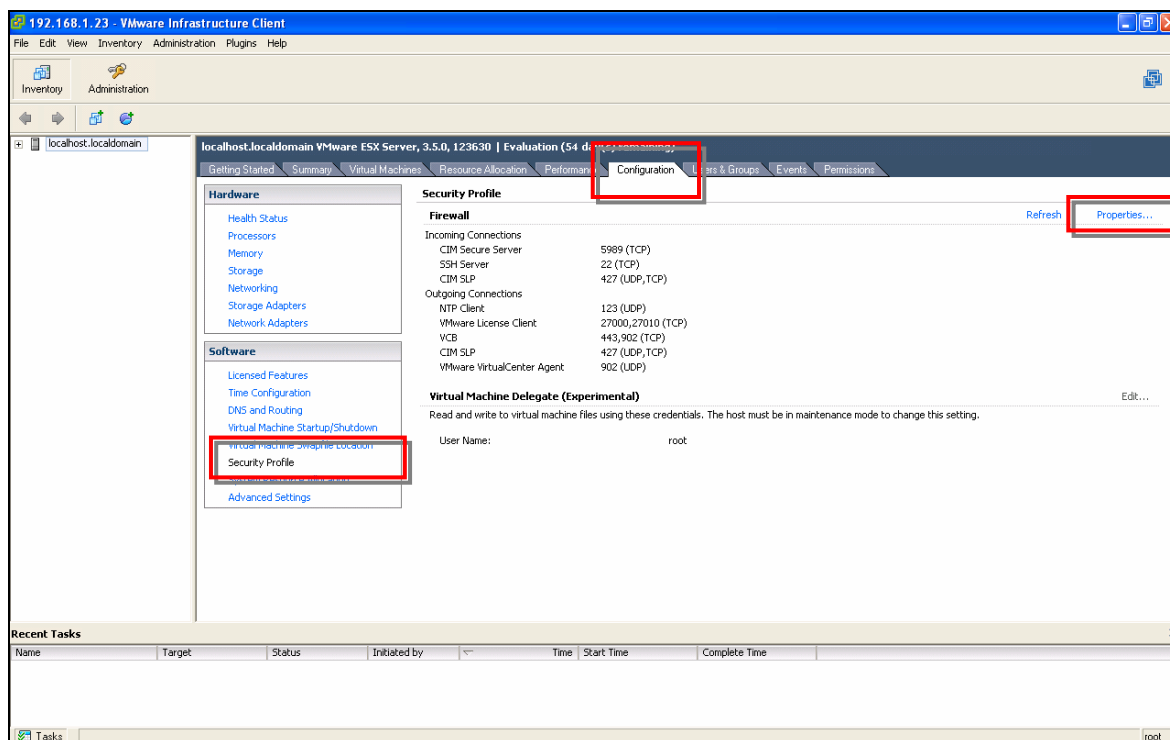 192.168.1.23 - VMware Infrastructure Client
File Edit View Inventory Administration Plugins Help
Inventory Administration
localhost.localdomain
localhost.localdomain VMware ESX Server, 3.5.0, 123630 | Evaluation (54 day(s) remaining)
Getting Started Summary Virtual Machines Resource Allocation Performance Configuration Users & Groups Events Permissions
Hardware
Health Status
Processors
Memory
Storage
Networking
Storage Adapters
Network Adapters
Software
Licensed Features
Time Configuration
DNS and Routing
Virtual Machine Startup/Shutdown
Virtual Machine Swapfile Location
Security Profile
Advanced Settings
Security Profile
Firewall Refresh Properties...
Incoming Connections
CIM Secure Server 5989 (TCP)
SSH Server 22 (TCP)
CIM SLP 427 (UDP,TCP)
Outgoing Connections
NTP Client 123 (UDP)
VMware License Client 27000,27010 (TCP)
VCB 443,902 (TCP)
CIM SLP 427 (UDP,TCP)
VMware VirtualCenter Agent 902 (UDP)
Virtual Machine Delegate (Experimental) Edit...
Read and write to virtual machine files using these credentials. The host must be in maintenance mode to change this setting.
User Name: root
Recent Tasks
Name Target Status Initiated by Time Start Time Complete Time
Tasks root